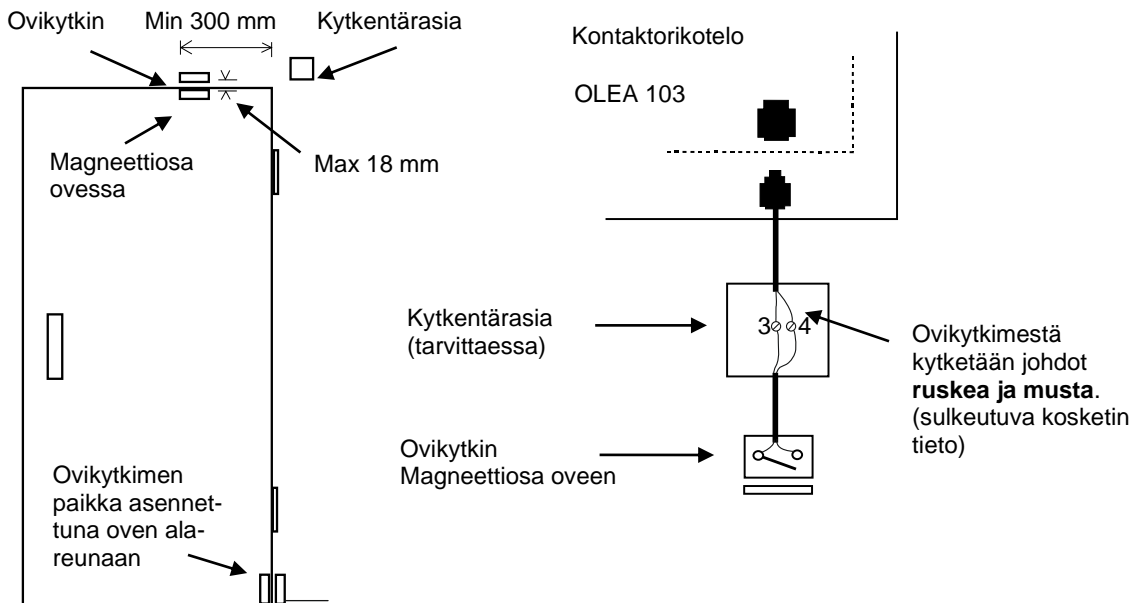 Ovikytkin
Min 300 mm
Kytkentärasia
Magneettiosa
ovessa
Max 18 mm
Ovikytkimen
paikka asennet-
tuna oven ala-
reunaan
Kontaktorikotelo
OLEA 103
Kytkentärasia
(tarvittaessa)
3 4
Ovikytkimestä
kytketään johdot
ruskea ja musta.
(sulkeutuva kosketin
tieto)
Ovikytkin
Magneettiosa oveen